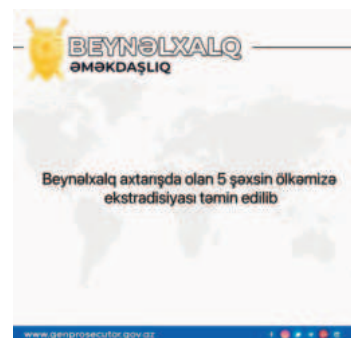 BEYNƏLXALQ
ƏMƏKDAŞLIQ
Beynəlxalq axtarışda olan 5 şəxsin ölkəmizə
ekstradisiyası təmin edilib
www.genprosecutor.gov.az